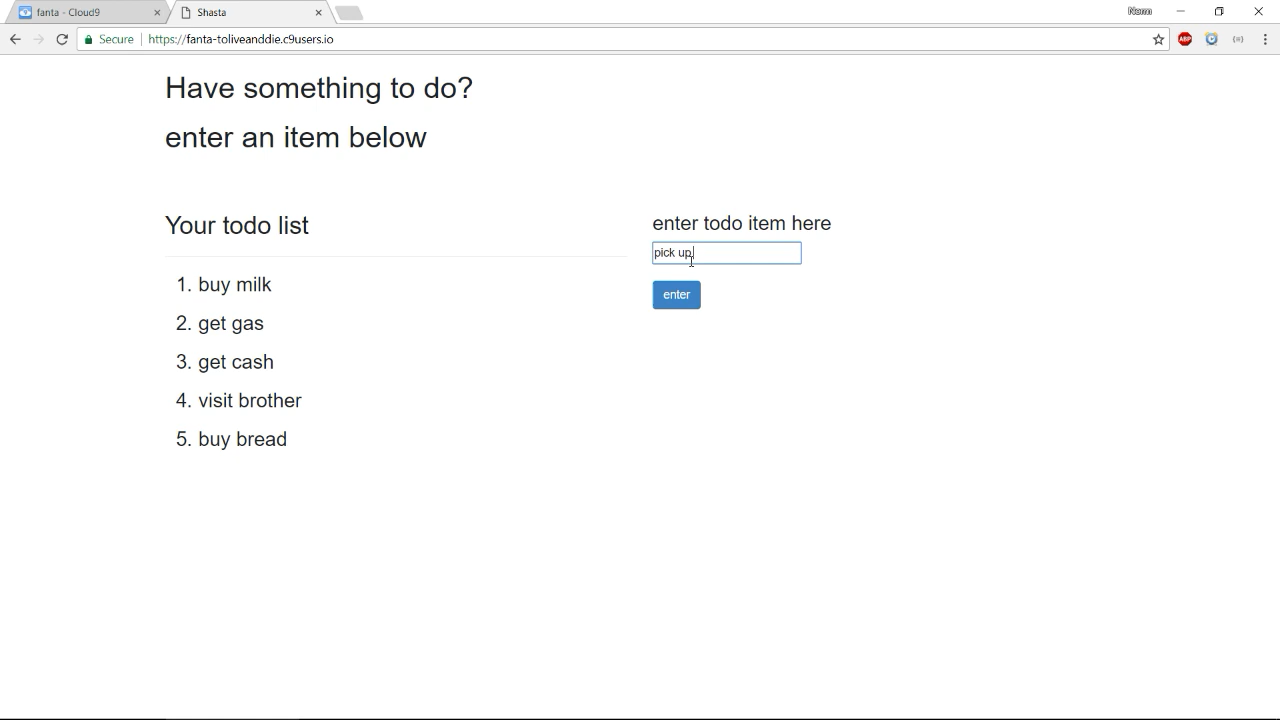 fanta - Cloud9
Shasta
Norm
Secure
https://fanta-toliveanddie.c9users.io
ABP
Have something to do?
enter an item below
Your todo list
1. buy milk
2. get gas
3. get cash
4. visit brother
5. buy bread
enter todo item here
pick up
enter